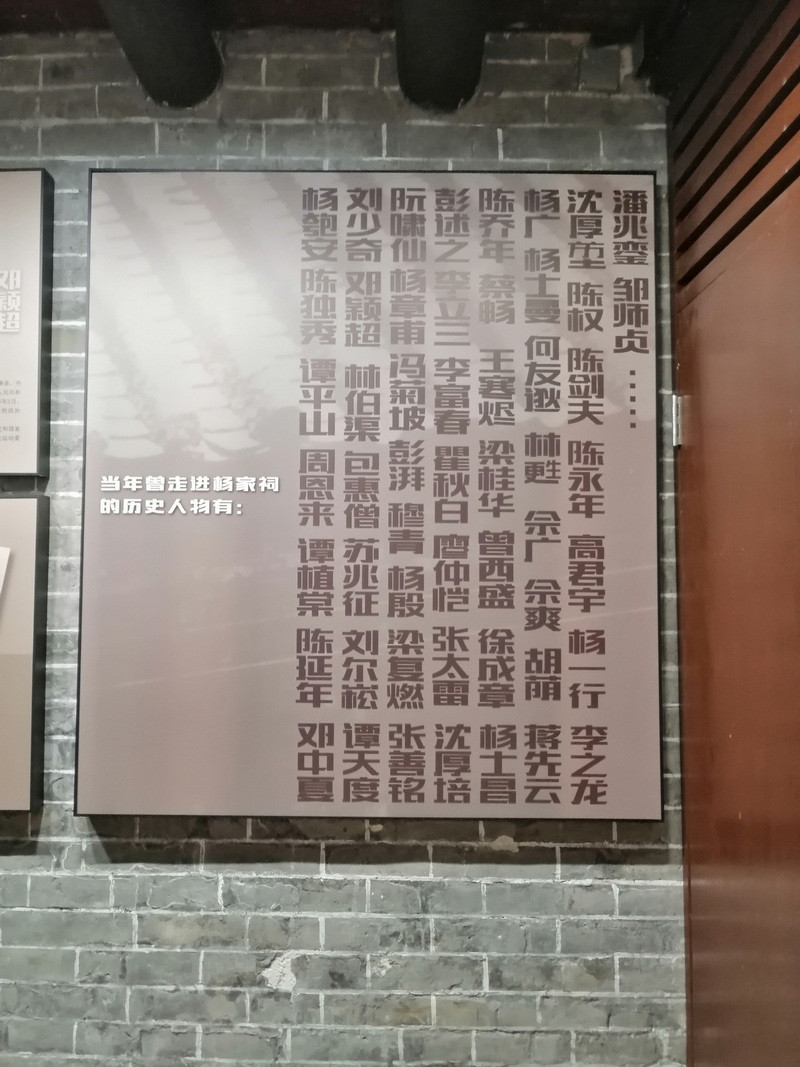 当年曾走进杨家祠
的历史人物有：
杨匏安 陈独秀 谭平山 周恩来 谭植棠 陈延年 邓中夏
刘少奇 邓颖超 林伯渠 包惠僧 苏兆征 刘尔崧 谭天度
阮啸仙 杨章甫 冯菊坡 彭湃 穆青 杨殷 梁复燃 张善铭
彭述之 李立三 李富春 瞿秋白 廖仲恺 张太雷 沈厚培
陈乔年 蔡畅 王寒烬 梁桂华 曾西盛 徐成章 杨士昌
杨广 杨士曼 何友逖 林甦 佘广 佘爽 胡萌 蒋先云
沈厚堃 陈权 陈剑夫 陈永年 高君宇 杨一行 李之龙
潘兆銮 邹师贞……
邓颖超